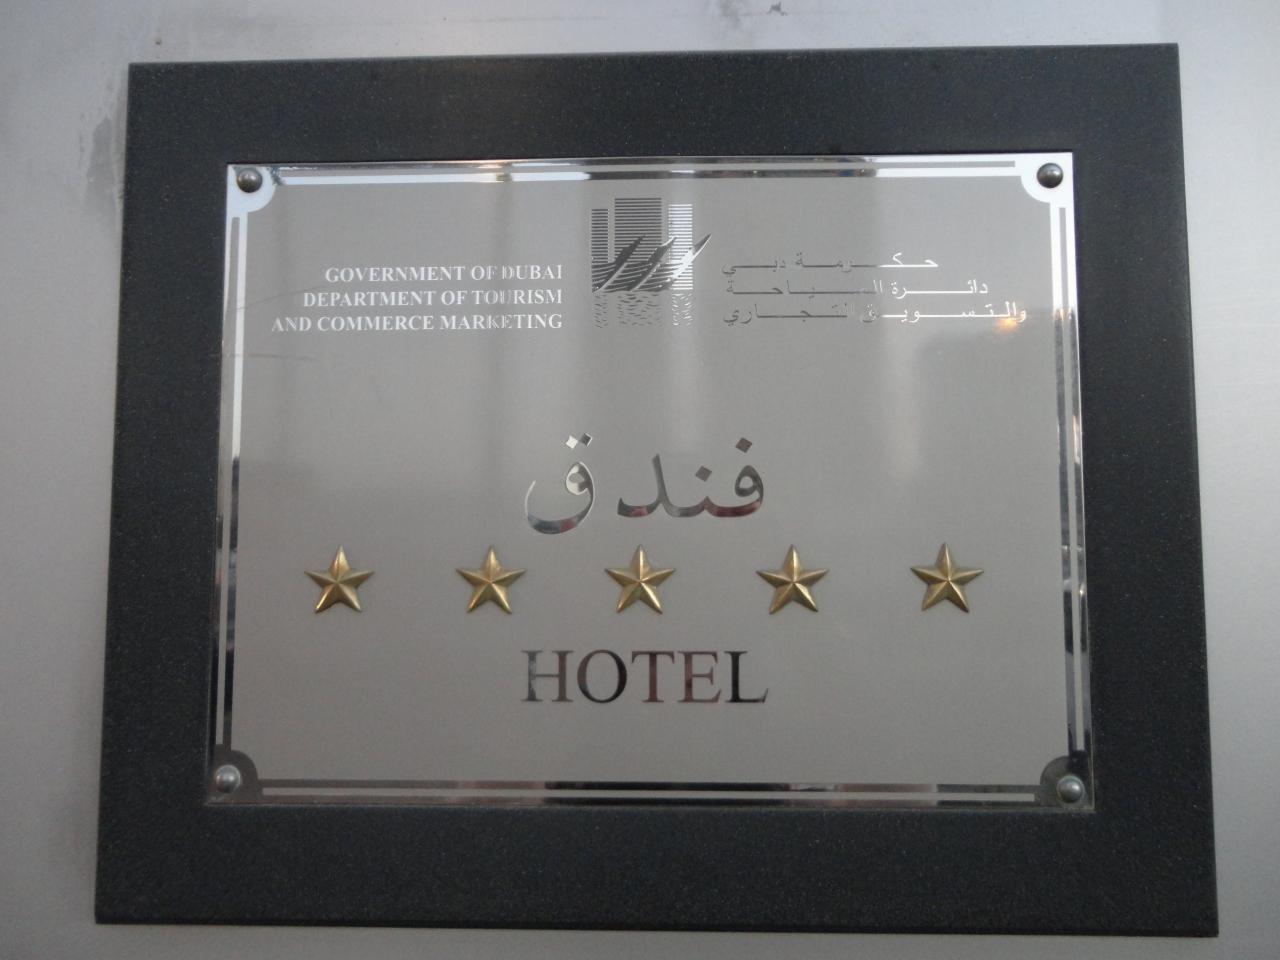 GOVERNMENT OF DUBAI
DEPARTMENT OF TOURISM
AND COMMERCE MARKETING
حكومة دبي
دائرة السياحة
والتسويق التجاري
فندق
HOTEL